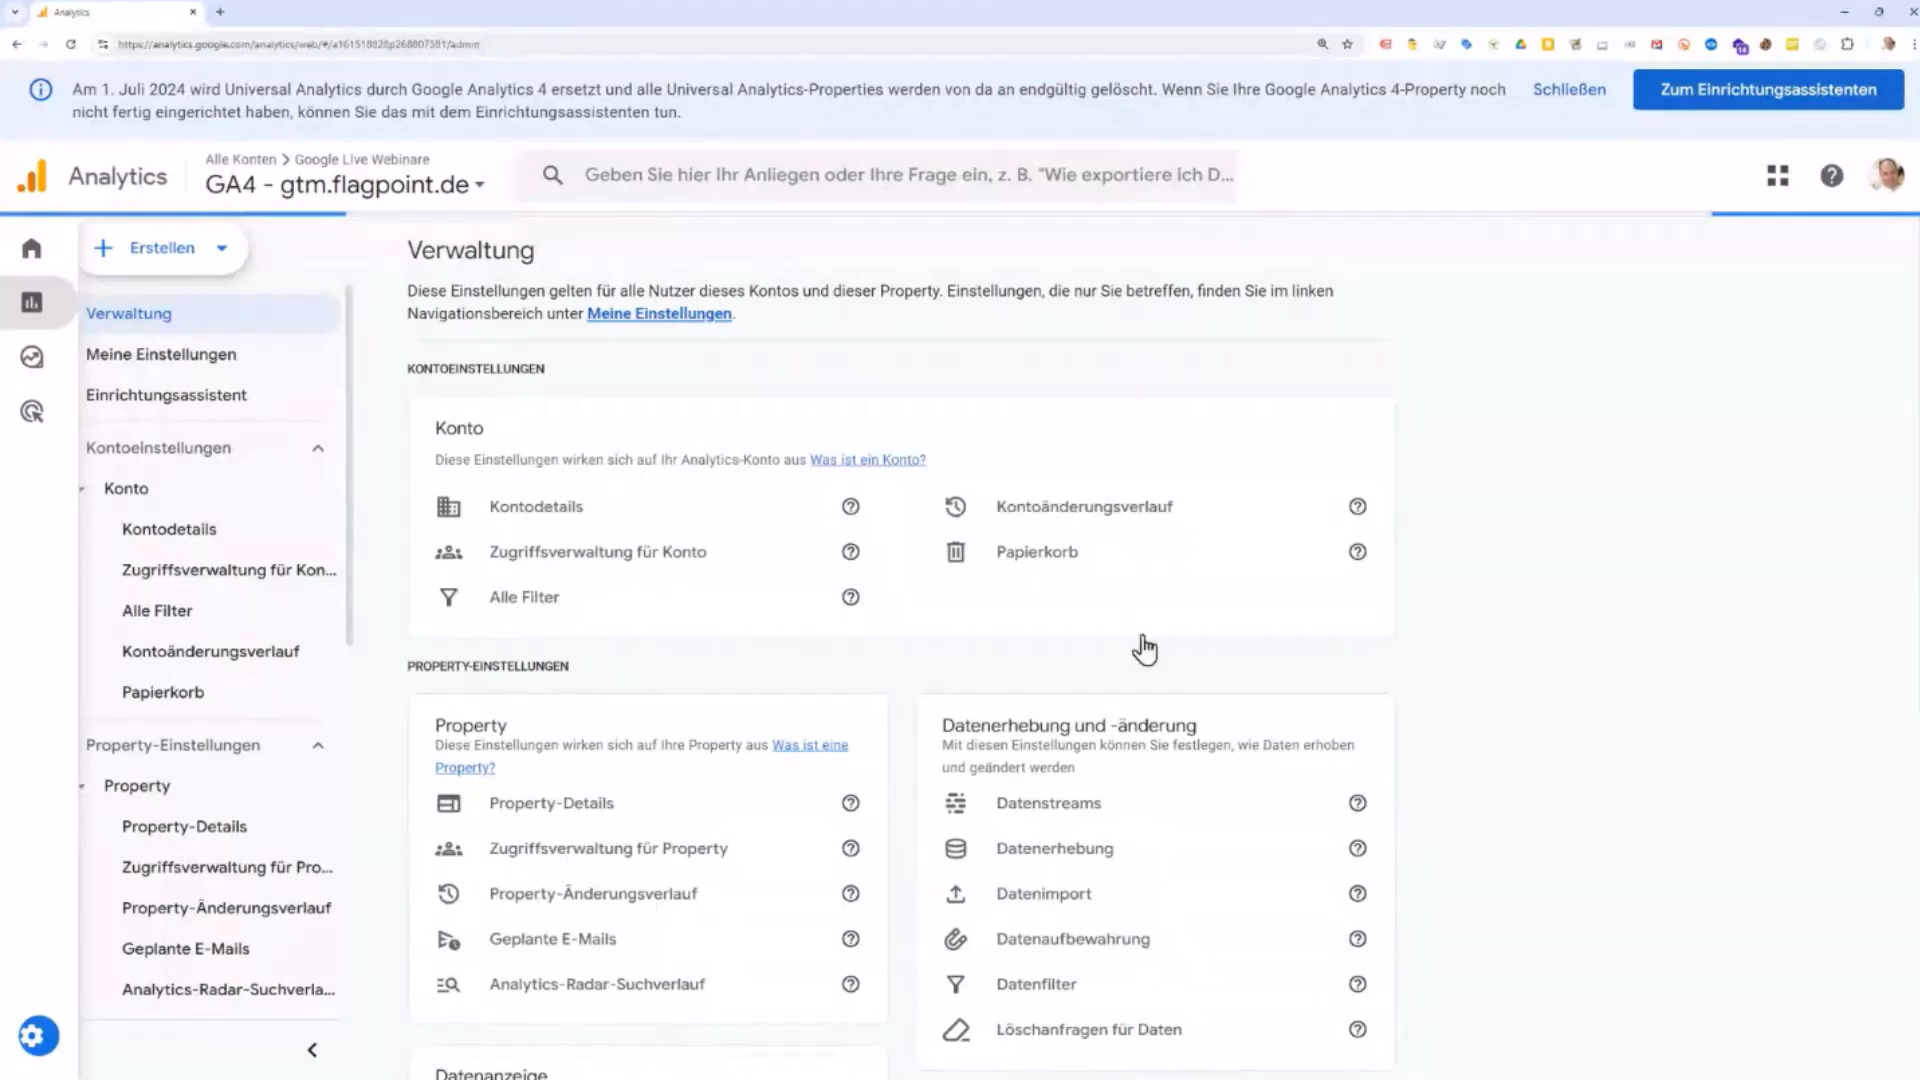 Analytics
https://analytics.google.com/analytics/web/#/a161518828p268807381/admin
Am 1. Juli 2024 wird Universal Analytics durch Google Analytics 4 ersetzt und alle Universal Analytics-Properties werden von da an endgültig gelöscht. Wenn Sie Ihre Google Analytics 4-Property noch
nicht fertig eingerichtet haben, können Sie das mit dem Einrichtungsassistenten tun.
Schließen
Zum Einrichtungsassistenten
Analytics
Alle Konten > Google Live Webinare
GA4 - gtm.flagpoint.de
Geben Sie hier Ihr Anliegen oder Ihre Frage ein, z. B. "Wie exportiere ich D...
Erstellen
Verwaltung
Meine Einstellungen
Einrichtungsassistent
Kontoeinstellungen
Konto
Kontodetails
Zugriffsverwaltung für Kon...
Alle Filter
Kontoänderungsverlauf
Papierkorb
Property-Einstellungen
Property
Property-Details
Zugriffsverwaltung für Pro...
Property-Änderungsverlauf
Geplante E-Mails
Analytics-Radar-Suchverla...
Verwaltung
Diese Einstellungen gelten für alle Nutzer dieses Kontos und dieser Property. Einstellungen, die nur Sie betreffen, finden Sie im linken
Navigationsbereich unter Meine Einstellungen.
KONTOEINSTELLUNGEN
Konto
Diese Einstellungen wirken sich auf Ihr Analytics-Konto aus Was ist ein Konto?
Kontodetails
Zugriffsverwaltung für Konto
Alle Filter
Kontoänderungsverlauf
Papierkorb
PROPERTY-EINSTELLUNGEN
Property
Diese Einstellungen wirken sich auf Ihre Property aus Was ist eine
Property?
Property-Details
Zugriffsverwaltung für Property
Property-Änderungsverlauf
Geplante E-Mails
Analytics-Radar-Suchverlauf
Datenerhebung und -änderung
Mit diesen Einstellungen können Sie festlegen, wie Daten erhoben
und geändert werden
Datenstreams
Datenerhebung
Datenimport
Datenaufbewahrung
Datenfilter
Löschanfragen für Daten
Datenanzeige